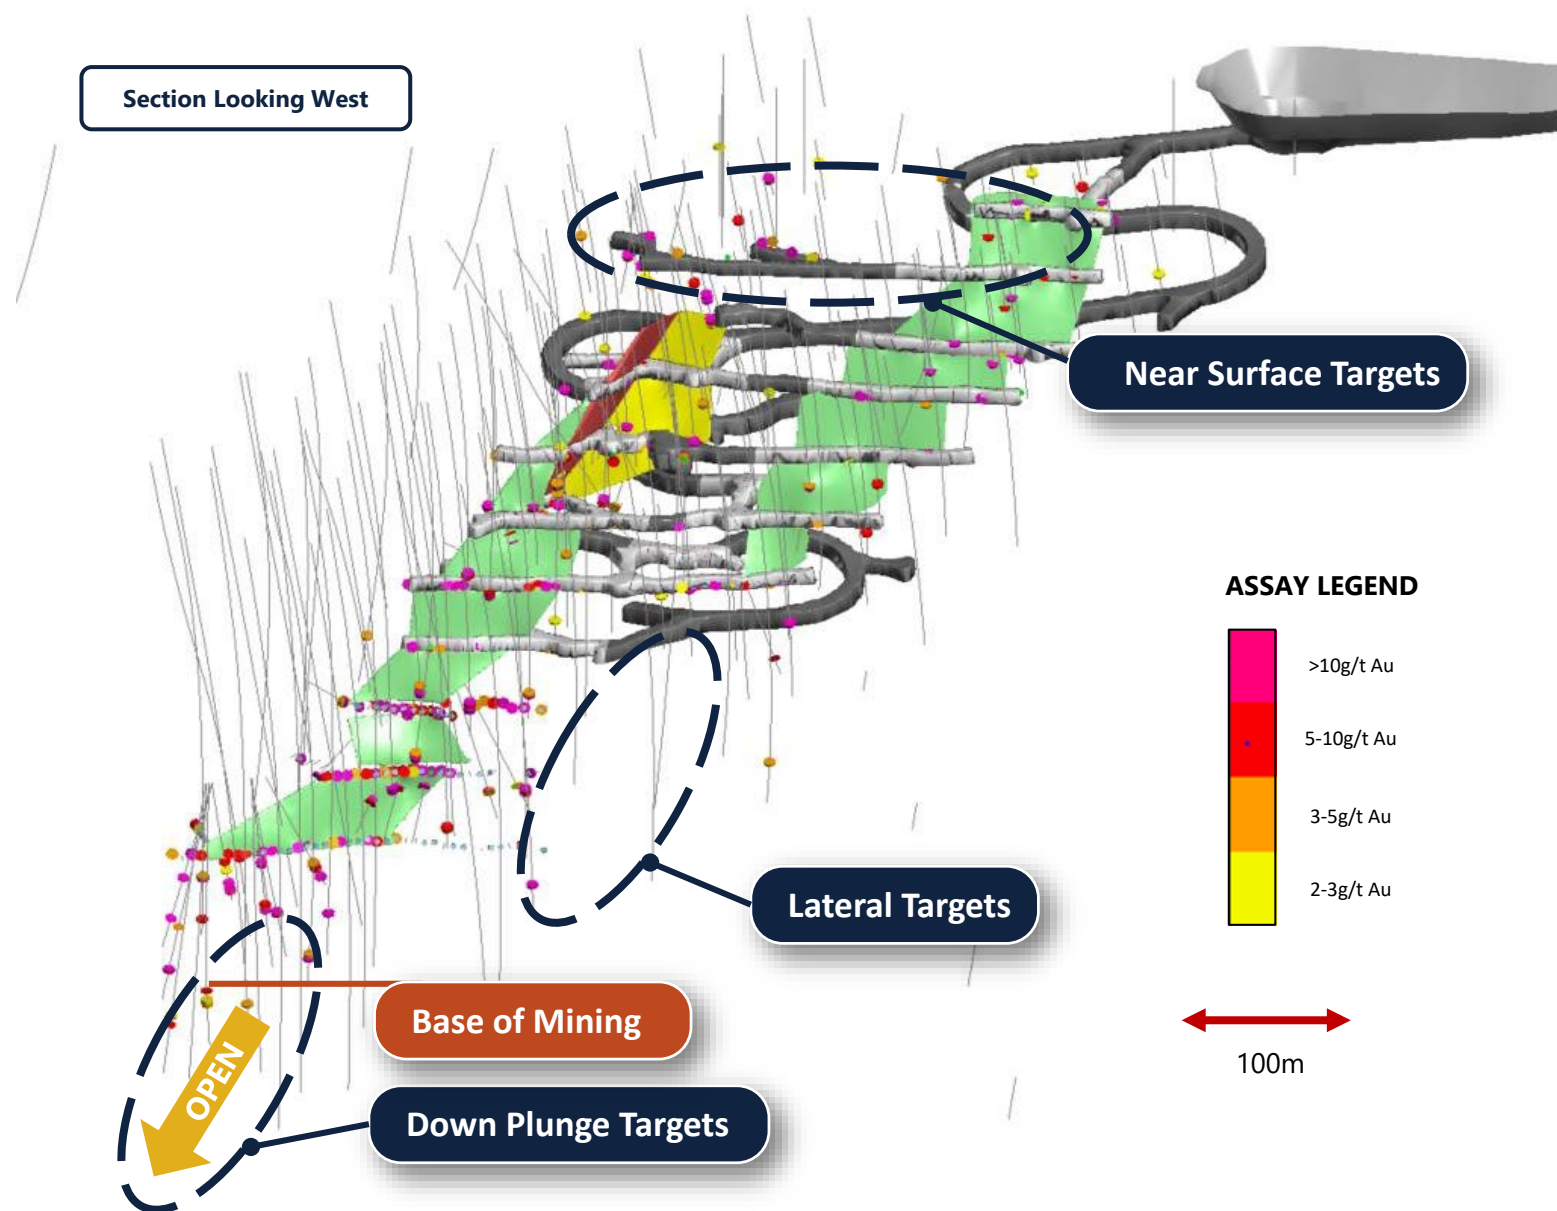 Section Looking West
Near Surface Targets
ASSAY LEGEND
>10g/t Au
5-10g/t Au
3-5g/t Au
2-3g/t Au
Lateral Targets
Base of Mining
OPEN
100m
Down Plunge Targets